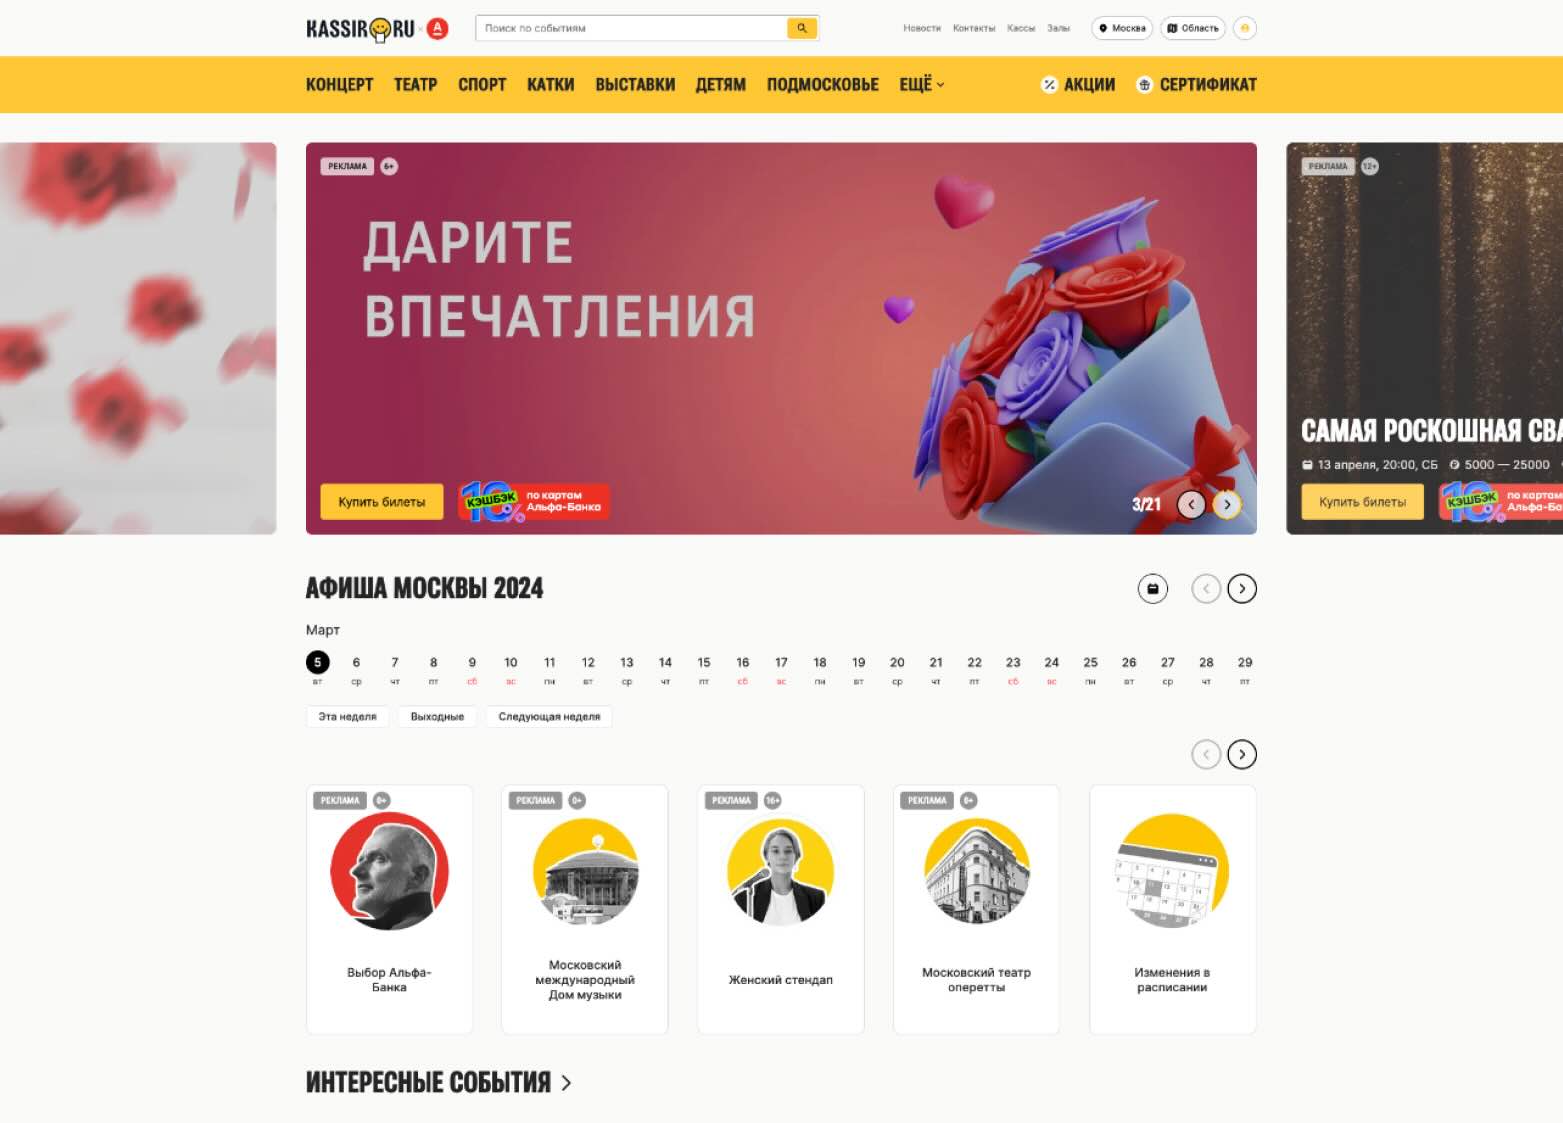 KASSIR RU A
Поиск по событиям
Новости Контакты Кассы Залы Москва Область
КОНЦЕРТ ТЕАТР СПОРТ КАТКИ ВЫСТАВКИ ДЕТЯМ ПОДМОСКОВЬЕ ЕЩЁ АКЦИИ СЕРТИФИКАТ
РЕКЛАМА 6+
ДАРИТЕ
ВПЕЧАТЛЕНИЯ
Купить билеты
10%
КЭШБЭК
по картам
Альфа-Банка
3/21
РЕКЛАМА 12+
САМАЯ РОСКОШНАЯ СВА
13 апреля, 20:00, СБ 5000 — 25000
Купить билеты
10%
КЭШБЭК
по картам
Альфа-Ба
АФИША МОСКВЫ 2024
Март
5 6 7 8 9 10 11 12 13 14 15 16 17 18 19 20 21 22 23 24 25 26 27 28 29
вт ср чт пт сб вс пн вт ср чт пт сб вс пн вт ср чт пт сб вс пн вт ср чт пт
Эта неделя Выходные Следующая неделя
РЕКЛАМА 0+
Выбор Альфа-
Банка
РЕКЛАМА 0+
Московский
международный
Дом музыки
РЕКЛАМА 16+
Женский стендап
РЕКЛАМА 6+
Московский театр
оперетты
Изменения в
расписании
ИНТЕРЕСНЫЕ СОБЫТИЯ